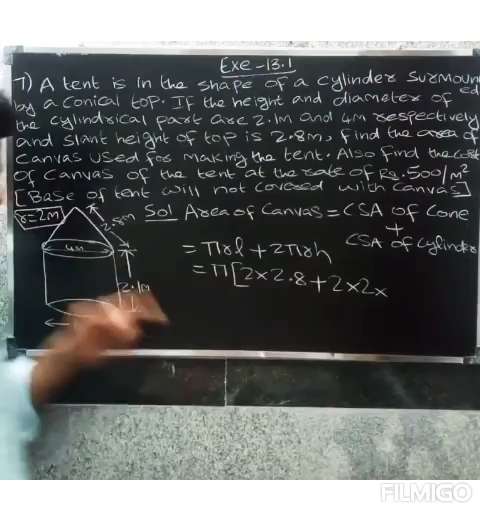 Exe-13.1
7) A tent is in the shape of a cylinder surmounted
by a conical top. If the height and diameter of
the cylindrical part are 2.1m and 4m respectively
and slant height of top is 2.8m, find the area of
canvas used for making the tent. Also find the cost
of canvas of the tent at the rate of Rs.500/m²
[Base of tent will not covered with canvas]
r=2m
2.8m
4m
2.1m
Sol Area of Canvas = CSA of Cone
+
CSA of Cylinder
= πrl + 2πrh
= π[2×2.8+2×2×
FILMIGO